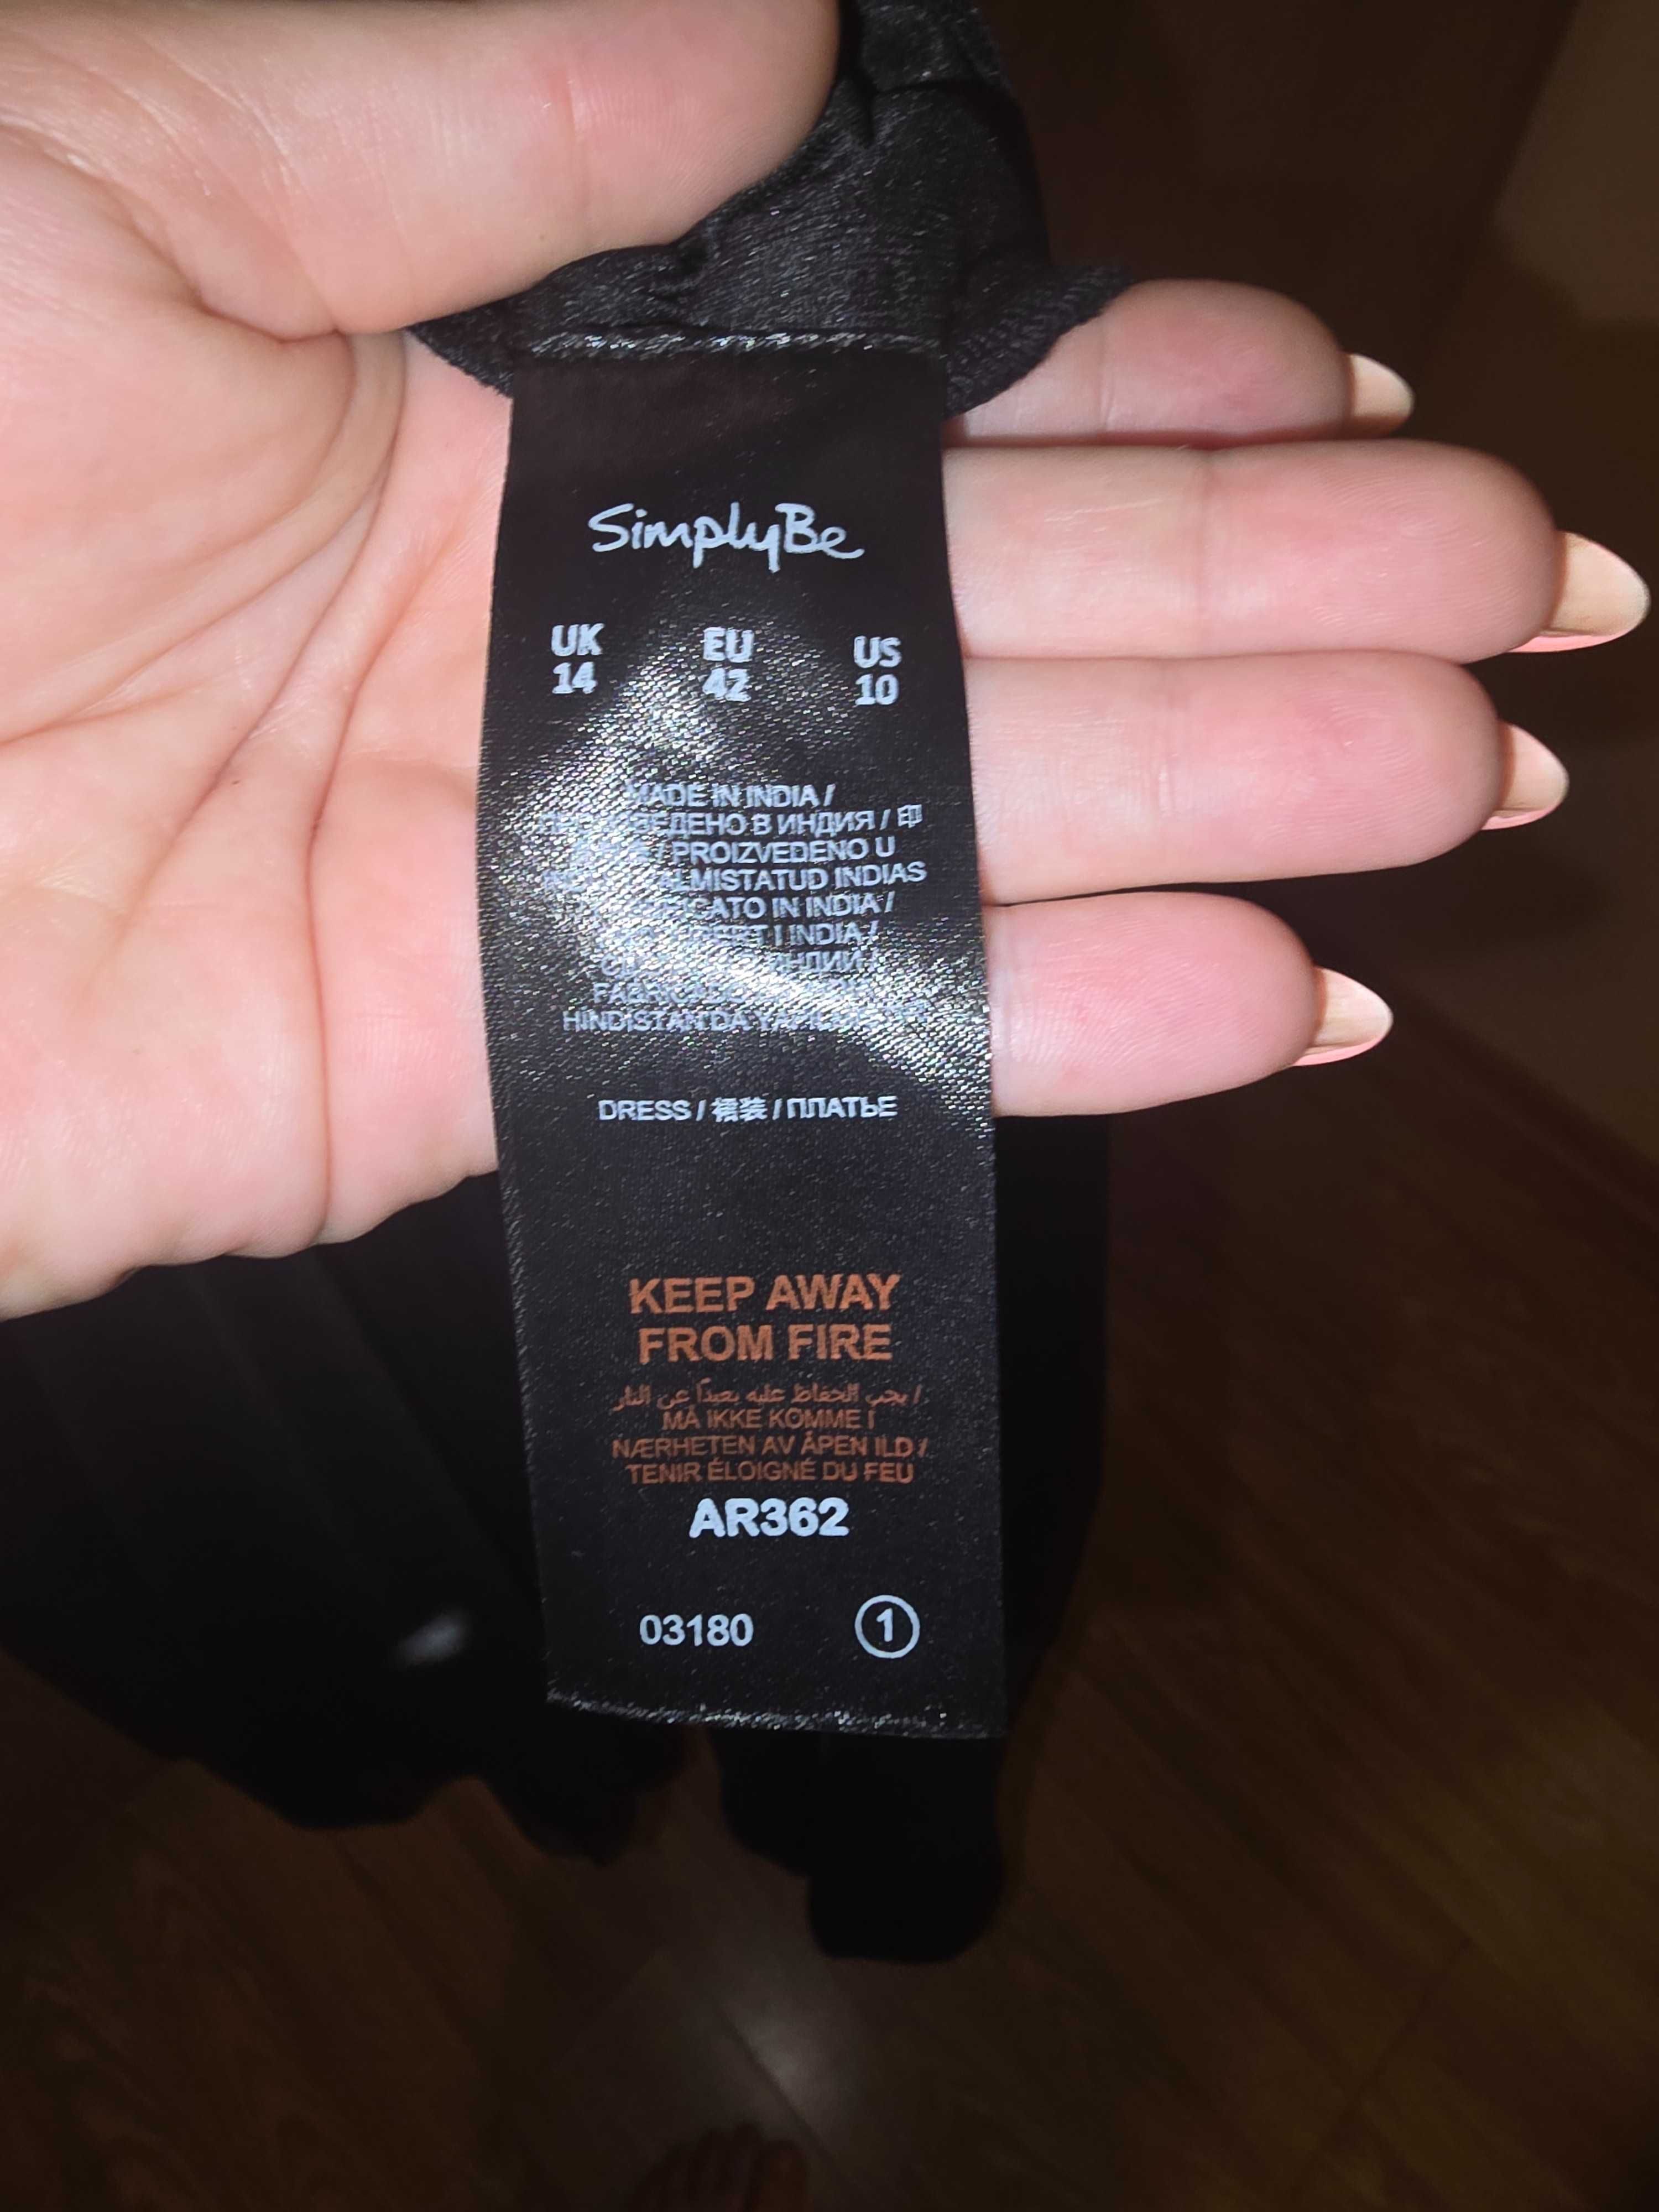 SimplyBe
UK EU US
14 42 10
MADE IN INDIA /
В ИНДИЯ / 印
/ PROIZVEDENO U
INDIAS
IN INDIA /
I INDIA /
HINDISTAN'DA
DRESS / 裙装 / ПЛАТЬЕ
KEEP AWAY
FROM FIRE
يجب الحفاظ عليه بعيداً عن النار /
MÅ IKKE KOMME I
NÆRHETEN AV ÅPEN ILD /
TENIR ÉLOIGNÉ DU FEU
AR362
03180 1